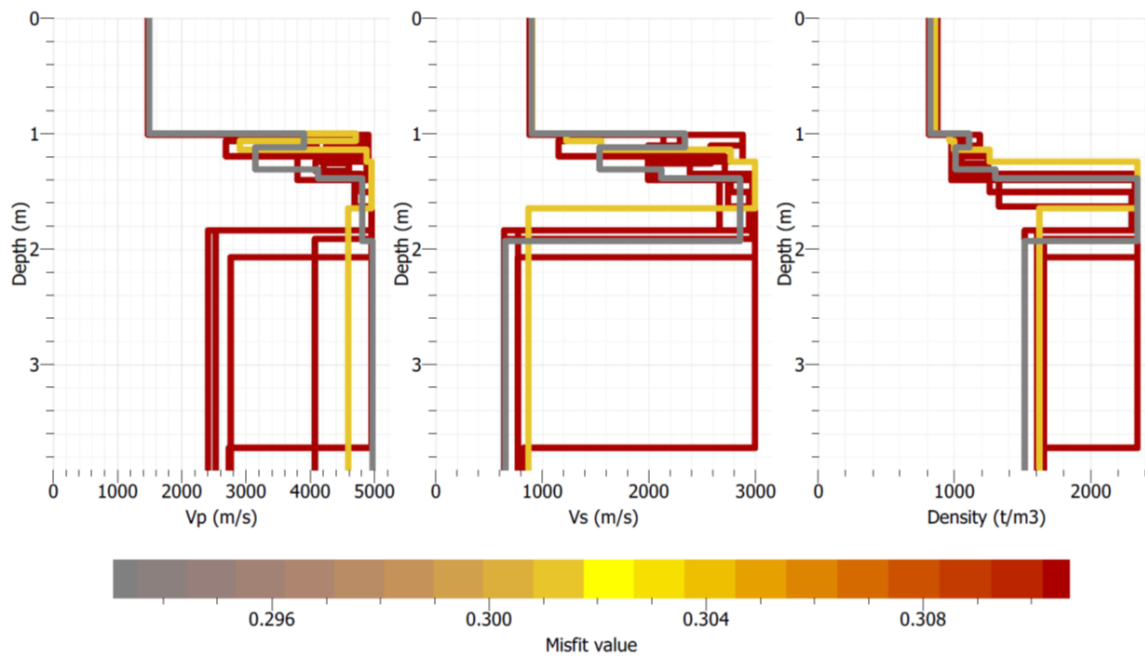 0
1
2
3
Depth (m)
0 1000 2000 3000 4000 5000
Vp (m/s)
0
1
2
3
Depth (m)
0 1000 2000 3000
Vs (m/s)
0
1
2
3
Depth (m)
0 1000 2000
Density (t/m3)
0.296 0.300 0.304 0.308
Misfit value